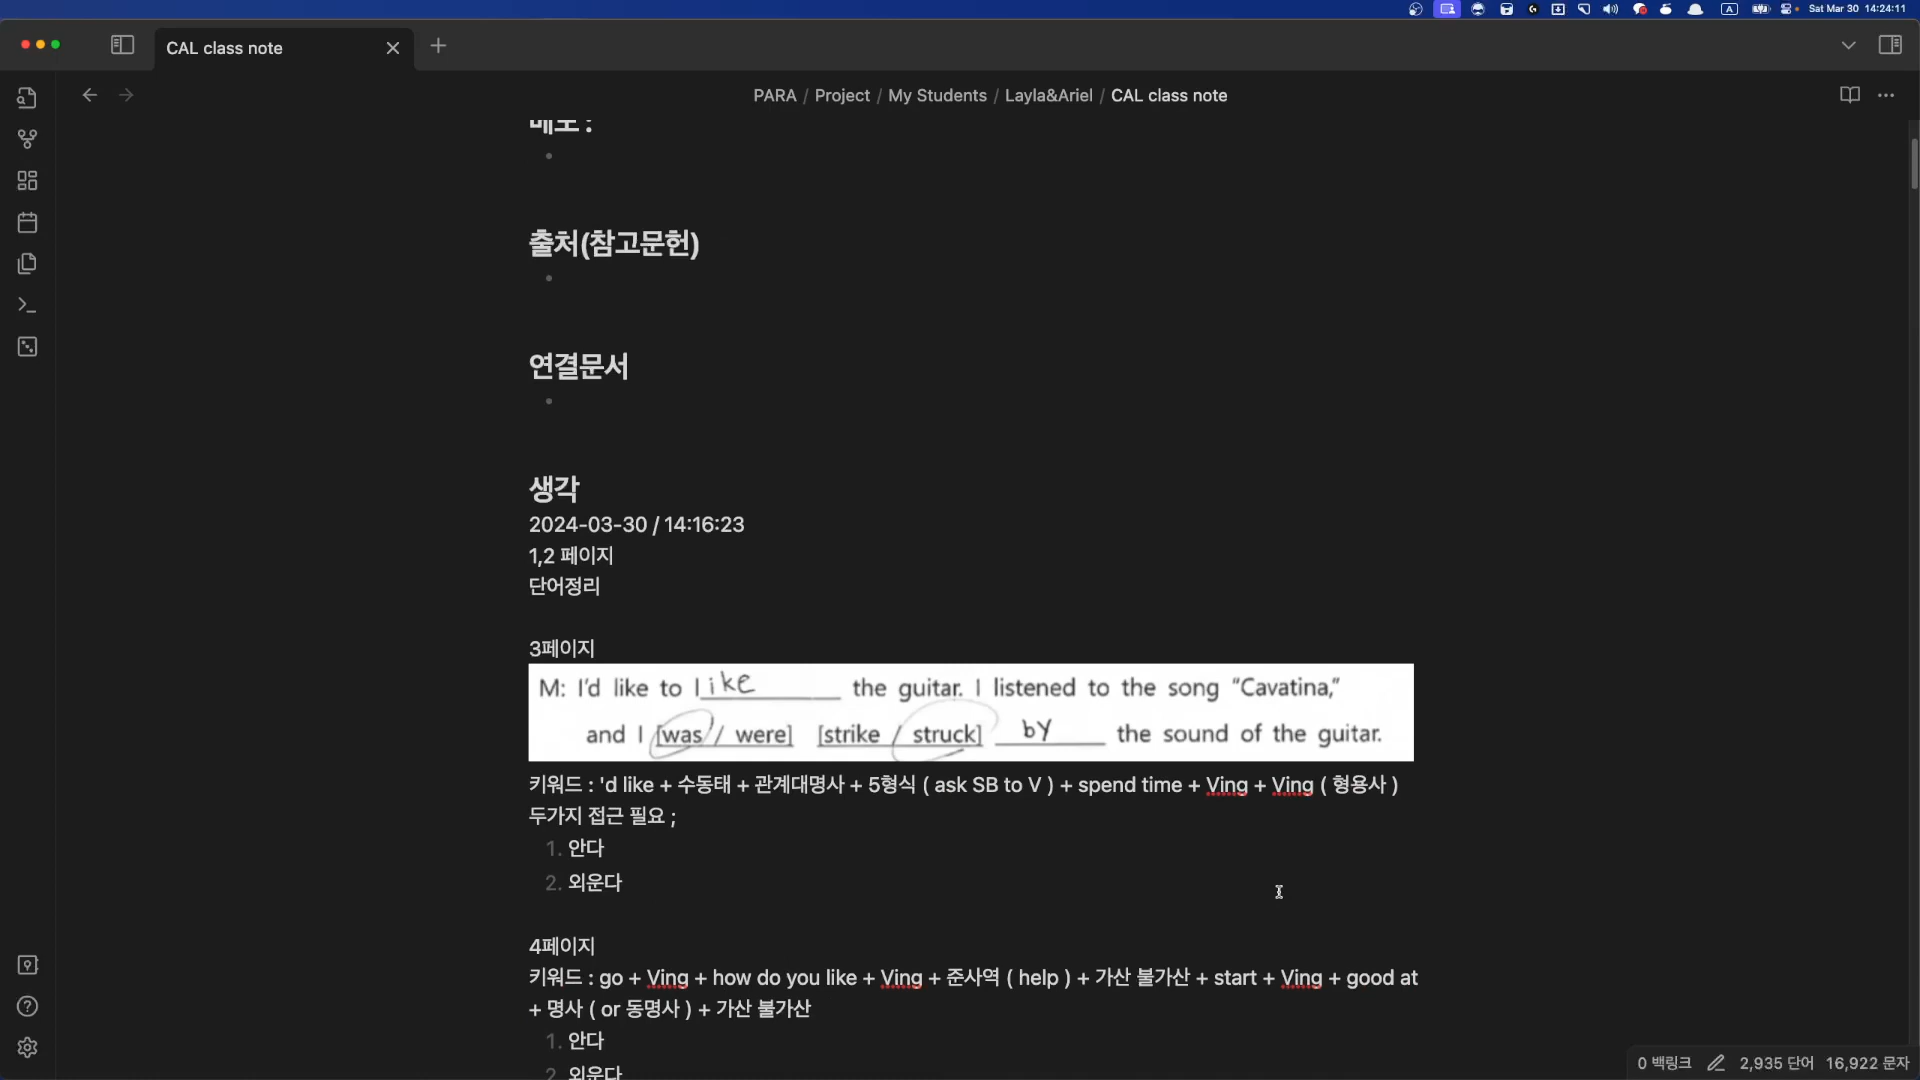 Sat Mar 30 14:24:11
CAL class note
PARA / Project / My Students / Layla&Ariel / CAL class note
메모 :
출처(참고문헌)
연결문서
생각
2024-03-30 / 14:16:23
1,2 페이지
단어정리
3페이지
M: I'd like to like the guitar. I listened to the song “Cavatina,”
and I [was / were] [strike / struck] by the sound of the guitar.
키워드 : 'd like + 수동태 + 관계대명사 + 5형식 ( ask SB to V ) + spend time + Ving + Ving ( 형용사 )
두가지 접근 필요 ;
1. 안다
2. 외운다
4페이지
키워드 : go + Ving + how do you like + Ving + 준사역 ( help ) + 가산 불가산 + start + Ving + good at
+ 명사 ( or 동명사 ) + 가산 불가산
1. 안다
2. 외운다
0 백링크 2,935 단어 16,922 문자